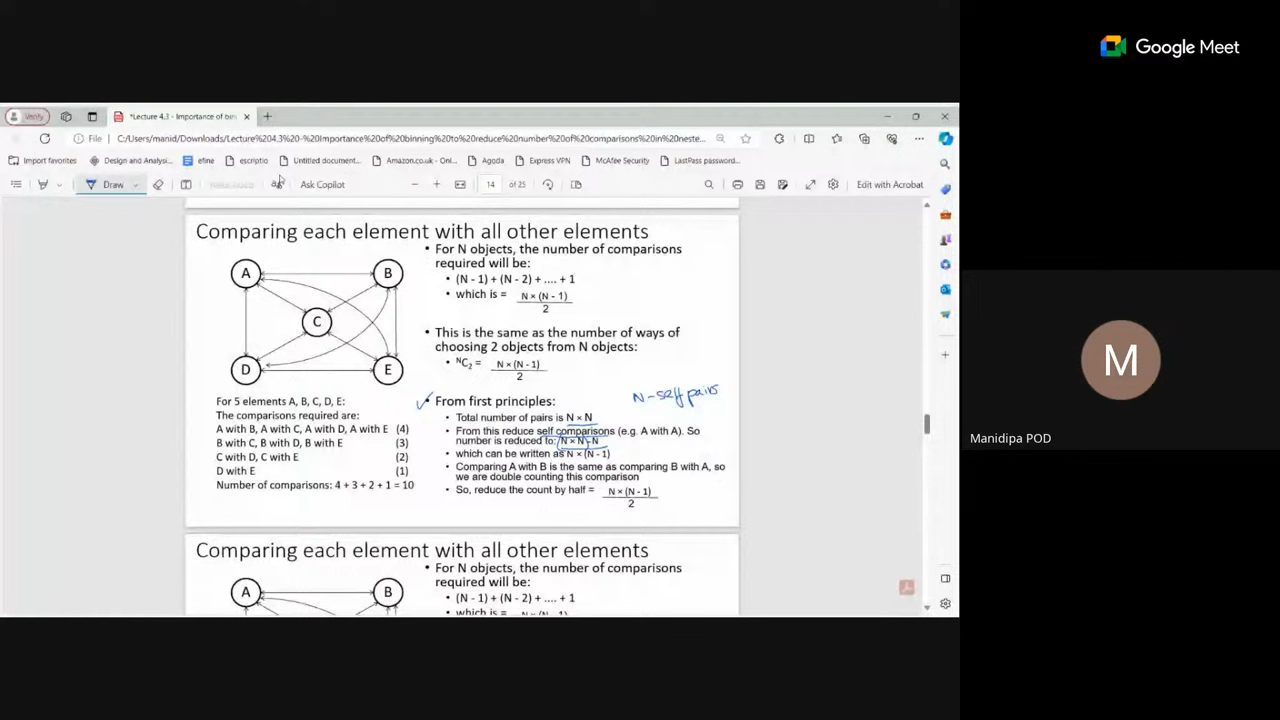 Google Meet
Verify
*Lecture 4.3 - Importance of bin
File
C:/Users/manid/Downloads/Lecture%204.3%20-%20Importance%20of%20binning%20to%20reduce%20number%20of%20comparisons%20in%20neste...
Import favorites
Design and Analysi...
efine
escriptio
Untitled document...
Amazon.co.uk - Onl...
Agoda
Express VPN
McAfee Security
LastPass password...
Draw
Ask Copilot
14 of 25
Edit with Acrobat
Comparing each element with all other elements
A
B
C
D
E
For 5 elements A, B, C, D, E:
The comparisons required are:
A with B, A with C, A with D, A with E (4)
B with C, B with D, B with E (3)
C with D, C with E (2)
D with E (1)
Number of comparisons: 4 + 3 + 2 + 1 = 10
• For N objects, the number of comparisons
required will be:
• (N - 1) + (N - 2) + .... + 1
• which is = N × (N - 1)
2
• This is the same as the number of ways of
choosing 2 objects from N objects:
• ᴺC₂ = N × (N - 1)
2
N-self pairs
• From first principles:
• Total number of pairs is N × N
• From this reduce self comparisons (e.g. A with A). So
number is reduced to: (N × N) - N
• which can be written as N × (N - 1)
• Comparing A with B is the same as comparing B with A, so
we are double counting this comparison
• So, reduce the count by half = N × (N - 1)
2
Comparing each element with all other elements
A
B
• For N objects, the number of comparisons
required will be:
• (N - 1) + (N - 2) + .... + 1
• which is = N × (N - 1)
M
Manidipa POD